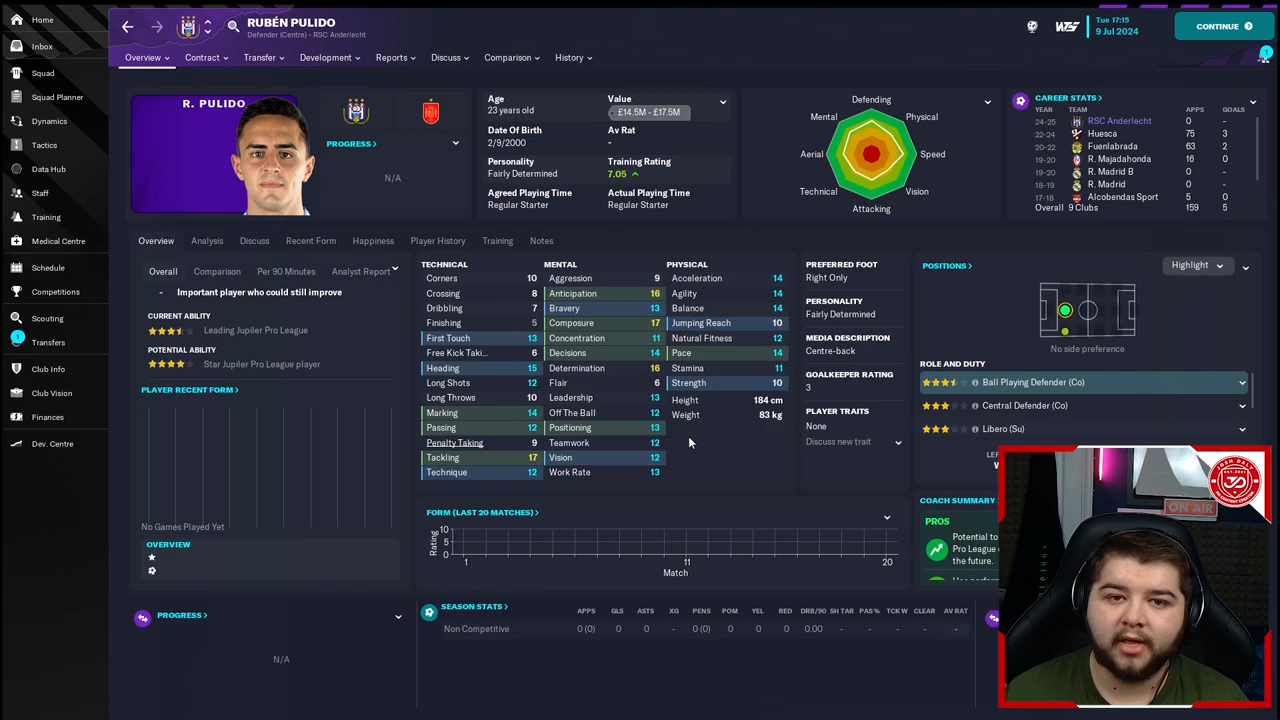 Home
Inbox
Squad
Squad Planner
Dynamics
Tactics
Data Hub
Staff
Training
Medical Centre
Schedule
Competitions
Scouting
1
Transfers
Club Info
Club Vision
Finances
Dev. Centre
RUBÉN PULIDO
Defender (Centre) - RSC Anderlecht
Tue 17:15
9 Jul 2024
CONTINUE
1
Overview
Contract
Transfer
Development
Reports
Discuss
Comparison
History
R. PULIDO
PROGRESS
N/A
Age
23 years old
Value
£14.5M - £17.5M
Date Of Birth
2/9/2000
Av Rat
-
Personality
Fairly Determined
Training Rating
7.05
Agreed Playing Time
Regular Starter
Actual Playing Time
Regular Starter
Defending
Mental
Physical
Aerial
Speed
Technical
Vision
Attacking
CAREER STATS
YEAR TEAM APPS GOALS
24-25 RSC Anderlecht 0 -
22-24 Huesca 75 3
20-22 Fuenlabrada 63 2
19-20 R. Majadahonda 16 0
19-20 R. Madrid B 0 -
18-19 R. Madrid 0 -
17-18 Alcobendas Sport 5 0
Overall 9 Clubs 159 5
Overview
Analysis
Discuss
Recent Form
Happiness
Player History
Training
Notes
Overall
Comparison
Per 90 Minutes
Analyst Report
- Important player who could still improve
CURRENT ABILITY
Leading Jupiler Pro League
POTENTIAL ABILITY
Star Jupiler Pro League player
PLAYER RECENT FORM
No Games Played Yet
OVERVIEW
TECHNICAL
Corners 10
Crossing 8
Dribbling 7
Finishing 5
First Touch 13
Free Kick Taki... 6
Heading 15
Long Shots 12
Long Throws 10
Marking 14
Passing 12
Penalty Taking 9
Tackling 17
Technique 12
MENTAL
Aggression 9
Anticipation 16
Bravery 13
Composure 17
Concentration 11
Decisions 14
Determination 16
Flair 6
Leadership 13
Off The Ball 12
Positioning 13
Teamwork 12
Vision 12
Work Rate 13
PHYSICAL
Acceleration 14
Agility 14
Balance 14
Jumping Reach 10
Natural Fitness 12
Pace 14
Stamina 11
Strength 10
Height 184 cm
Weight 83 kg
PREFERRED FOOT
Right Only
PERSONALITY
Fairly Determined
MEDIA DESCRIPTION
Centre-back
GOALKEEPER RATING
3
PLAYER TRAITS
None
Discuss new trait
POSITIONS
Highlight
No side preference
ROLE AND DUTY
Ball Playing Defender (Co)
Central Defender (Co)
Libero (Su)
COACH SUMMARY
PROS
Potential to
Pro League
the future.
FORM (LAST 20 MATCHES)
Rating
10
5
0
1
11
20
Match
PROGRESS
N/A
SEASON STATS
APPS GLS ASTS XG PENS POM YEL RED DRB/90 SH TAR PAS % TCK W CLEAR AV RAT
Non Competitive 0 (0) 0 0 - 0 (0) 0 0 0 0.00 - - - - -
JOSH DALY
JD
ON AIR